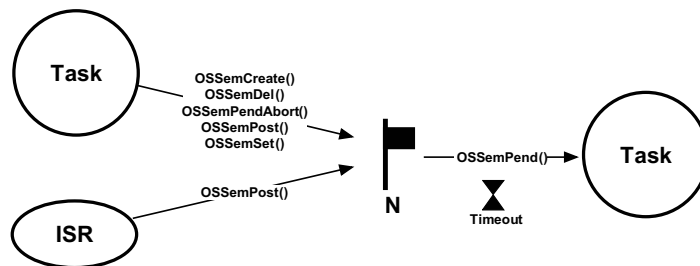 Task
OSSemCreate()
OSSemDel()
OSSemPendAbort()
OSSemPost()
OSSemSet()
OSSemPend()
Task
OSSemPost()
N
Timeout
ISR